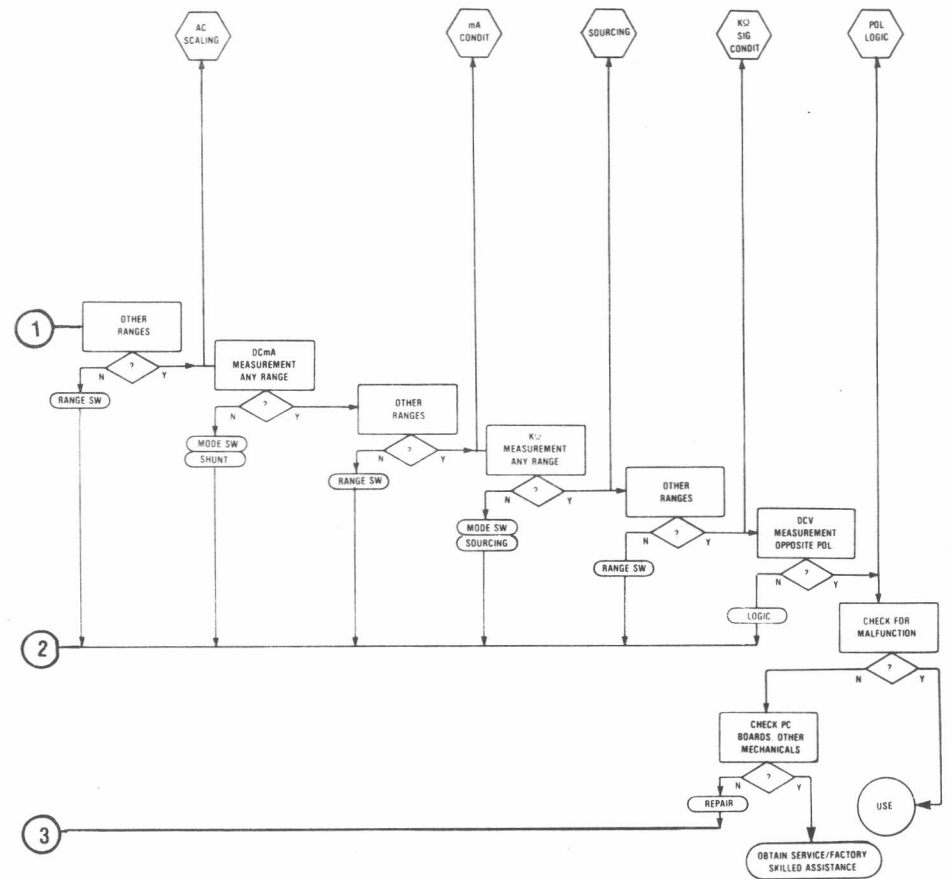 AC
SCALING
mA
CONDIT
SOURCING
KΩ
SIG
CONDIT
POL
LOGIC
1
OTHER
RANGES
?
N
Y
RANGE SW
DCmA
MEASUREMENT
ANY RANGE
?
N
Y
MODE SW
SHUNT
OTHER
RANGES
?
N
Y
RANGE SW
KΩ
MEASUREMENT
ANY RANGE
?
N
Y
MODE SW
SOURCING
OTHER
RANGES
?
N
Y
RANGE SW
DCV
MEASUREMENT
OPPOSITE POL.
?
N
Y
LOGIC
2
CHECK FOR
MALFUNCTION
?
N
Y
CHECK PC
BOARDS. OTHER
MECHANICALS
?
N
Y
REPAIR
USE
3
OBTAIN SERVICE/FACTORY
SKILLED ASSISTANCE